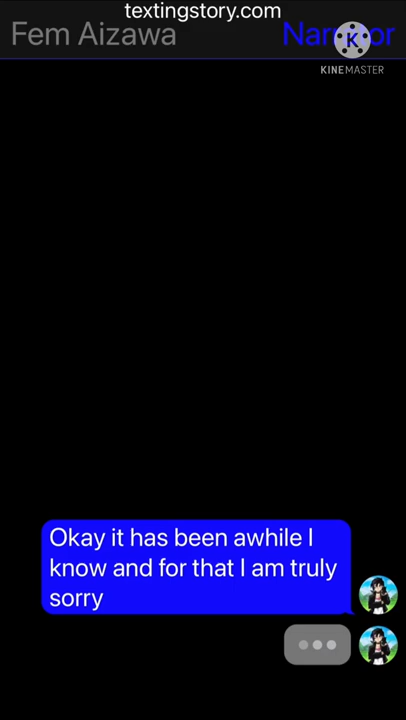 textingstory.com
Fem Aizawa
K
KINEMASTER
Okay it has been awhile I
know and for that I am truly
sorry